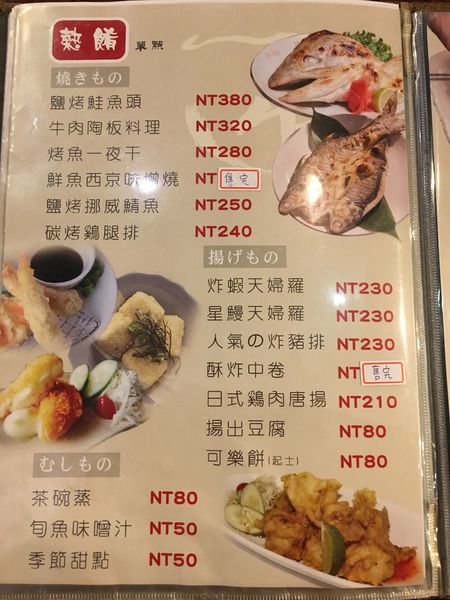 熱餚 單點
燒きもの
鹽烤鮭魚頭 NT380
牛肉陶板料理 NT320
烤魚一夜干 NT280
鮮魚西京味噌燒 NT 售完
鹽烤挪威鯖魚 NT250
碳烤鷄腿排 NT240
揚げもの
炸蝦天婦羅 NT230
星鰻天婦羅 NT230
人氣の炸豬排 NT230
酥炸中卷 NT 售完
日式鷄肉唐揚 NT210
揚出豆腐 NT80
可樂餅(起士) NT80
むしもの
茶碗蒸 NT80
旬魚味噌汁 NT50
季節甜點 NT50